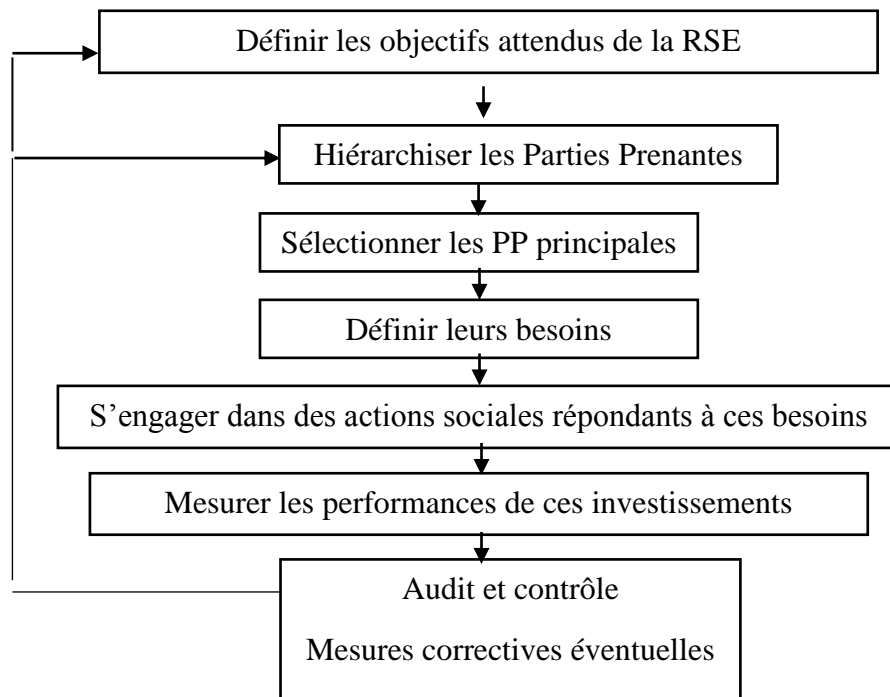 Définir les objectifs attendus de la RSE
Hiérarchiser les Parties Prenantes
Sélectionner les PP principales
Définir leurs besoins
S’engager dans des actions sociales répondants à ces besoins
Mesurer les performances de ces investissements
Audit et contrôle
Mesures correctives éventuelles